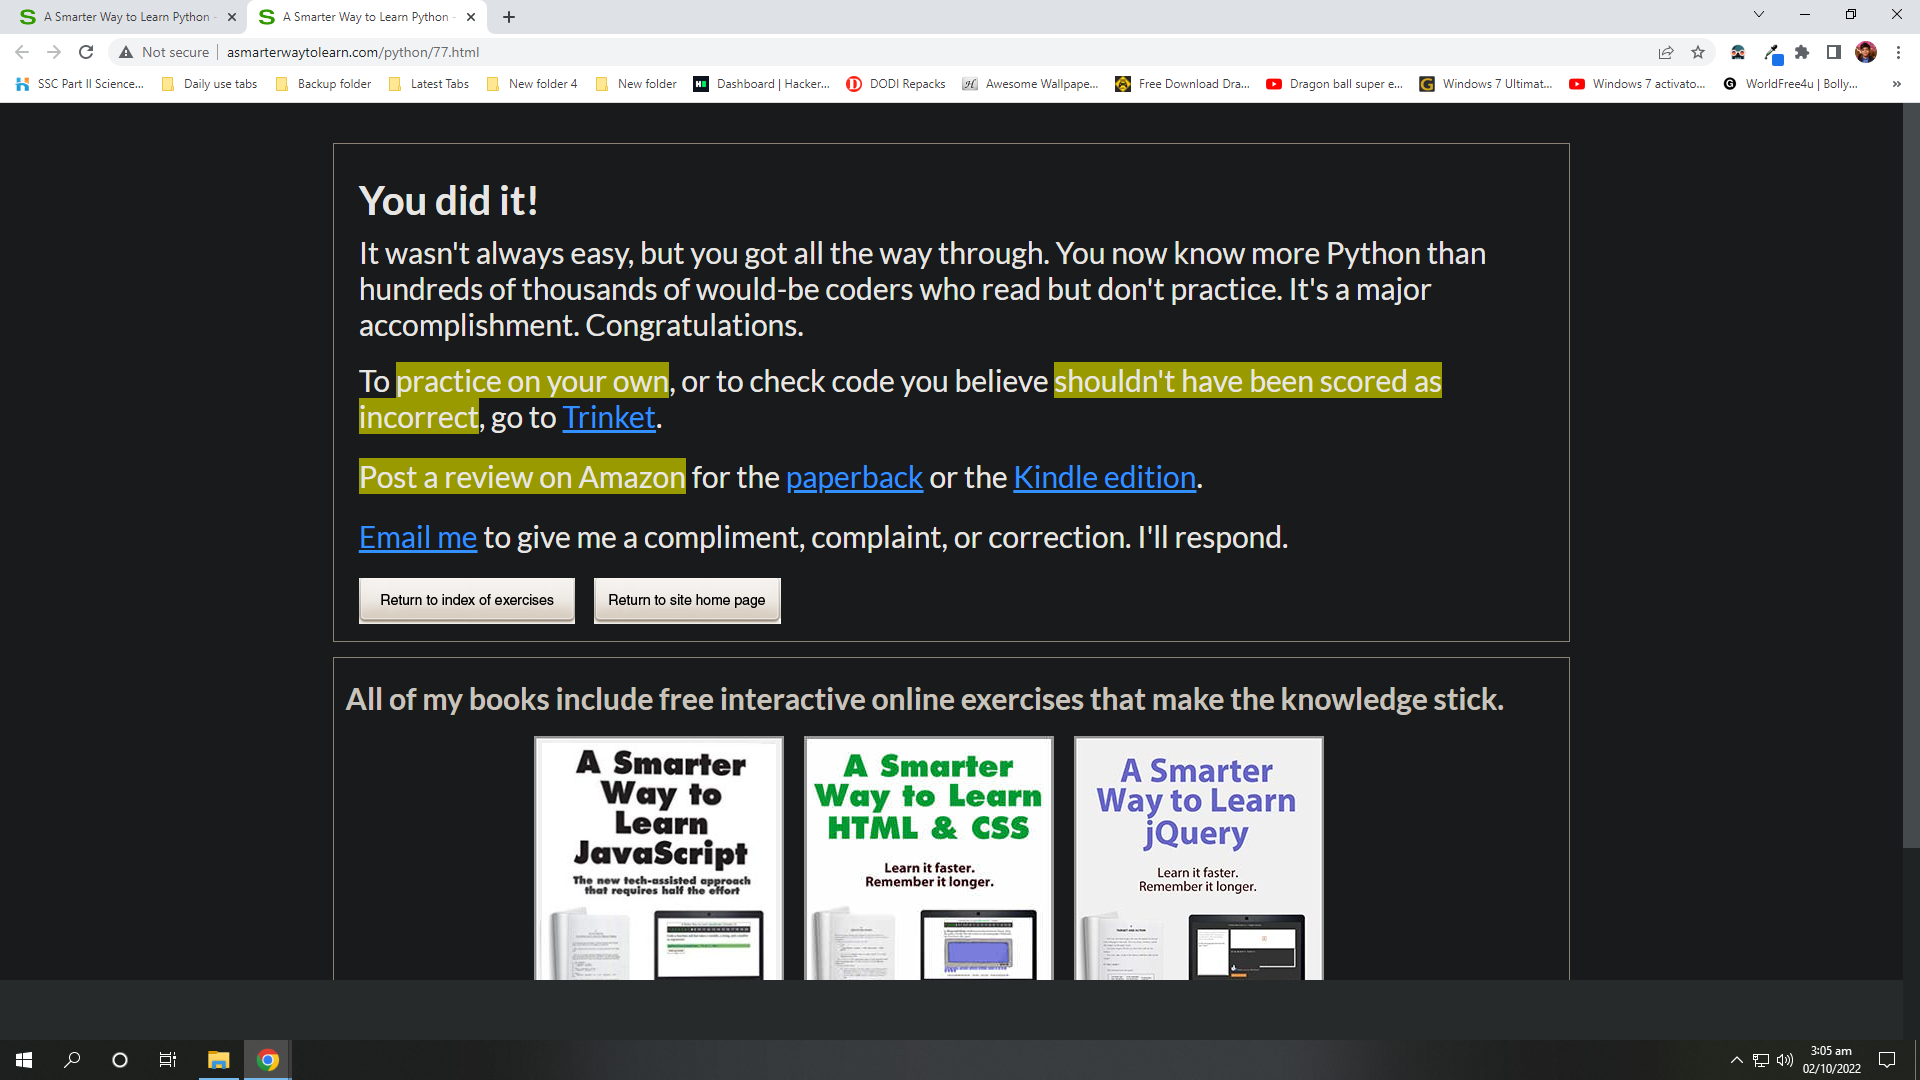 A Smarter Way to Learn Python -
A Smarter Way to Learn Python -
Not secure
asmarterwaytolearn.com/python/77.html
SSC Part II Science...
Daily use tabs
Backup folder
Latest Tabs
New folder 4
New folder
Dashboard | Hacker...
DODI Repacks
Awesome Wallpape...
Free Download Dra...
Dragon ball super e...
Windows 7 Ultimat...
Windows 7 activato...
WorldFree4u | Bolly...
You did it!
It wasn't always easy, but you got all the way through. You now know more Python than
hundreds of thousands of would-be coders who read but don't practice. It's a major
accomplishment. Congratulations.
To practice on your own, or to check code you believe shouldn't have been scored as
incorrect, go to Trinket.
Post a review on Amazon for the paperback or the Kindle edition.
Email me to give me a compliment, complaint, or correction. I'll respond.
Return to index of exercises
Return to site home page
All of my books include free interactive online exercises that make the knowledge stick.
A Smarter
Way to
Learn
JavaScript
The new tech-assisted approach
that requires half the effort
A Smarter
Way to Learn
HTML & CSS
Learn it faster.
Remember it longer.
A Smarter
Way to Learn
jQuery
Learn it faster.
Remember it longer.
3:05 am
02/10/2022